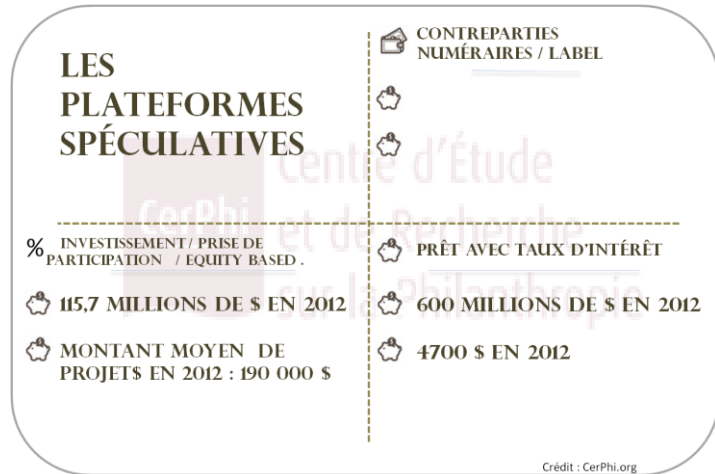 LES
PLATEFORMES
SPÉCULATIVES
CONTREPARTIES
NUMÉRAIRES / LABEL
CerPhi
Centre d'Étude
et de Recherche
sur la Philanthropie
% INVESTISSEMENT / PRISE DE
PARTICIPATION / EQUITY BASED .
115,7 MILLIONS DE $ EN 2012
MONTANT MOYEN DE
PROJET$ EN 2012 : 190 000 $
PRÊT AVEC TAUX D'INTÉRÊT
600 MILLIONS DE $ EN 2012
4700 $ EN 2012
Crédit : CerPhi.org